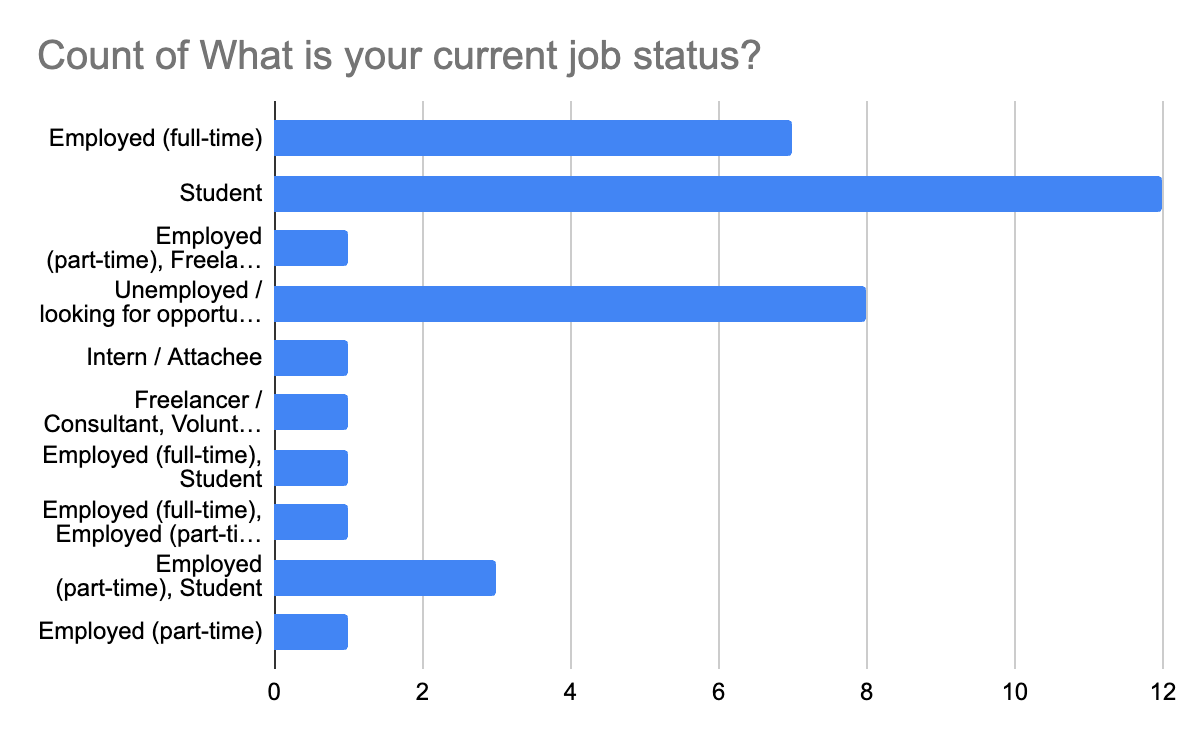 Count of What is your current job status?
Employed (full-time)
Student
Employed
(part-time), Freela…
Unemployed /
looking for opportu…
Intern / Attachee
Freelancer /
Consultant, Volunt…
Employed (full-time),
Student
Employed (full-time),
Employed (part-ti…
Employed
(part-time), Student
Employed (part-time)
0 2 4 6 8 10 12